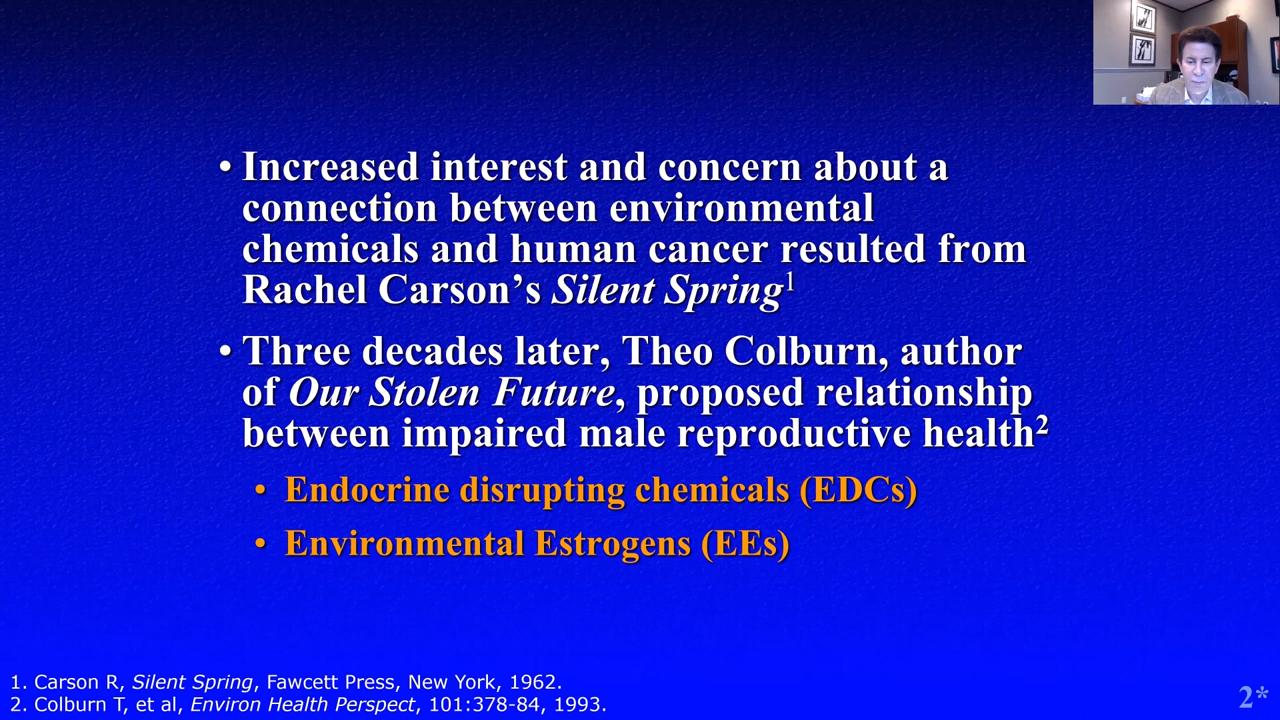 • Increased interest and concern about a
connection between environmental
chemicals and human cancer resulted from
Rachel Carson’s Silent Spring1
• Three decades later, Theo Colburn, author
of Our Stolen Future, proposed relationship
between impaired male reproductive health2
• Endocrine disrupting chemicals (EDCs)
• Environmental Estrogens (EEs)
1. Carson R, Silent Spring, Fawcett Press, New York, 1962.
2. Colburn T, et al, Environ Health Perspect, 101:378-84, 1993.
2*